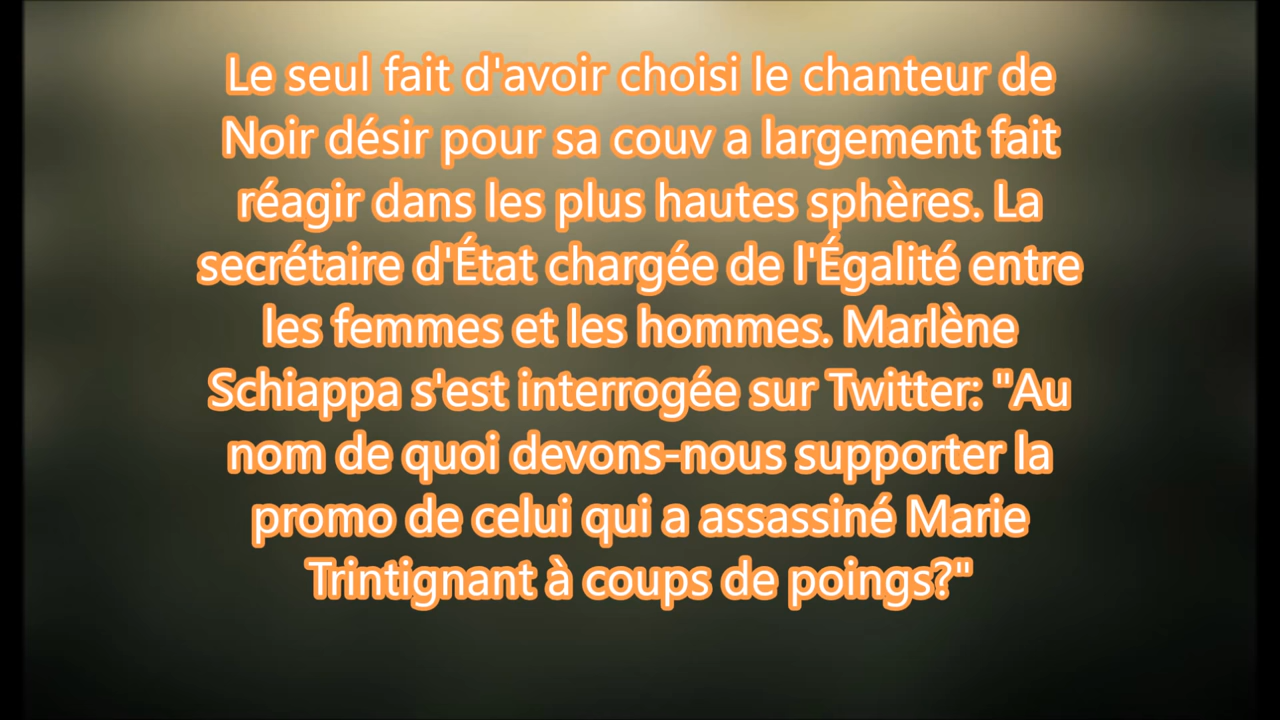 Le seul fait d'avoir choisi le chanteur de
Noir désir pour sa couv a largement fait
réagir dans les plus hautes sphères. La
secrétaire d'État chargée de l'Égalité entre
les femmes et les hommes. Marlène
Schiappa s'est interrogée sur Twitter: "Au
nom de quoi devons-nous supporter la
promo de celui qui a assassiné Marie
Trintignant à coups de poings?"